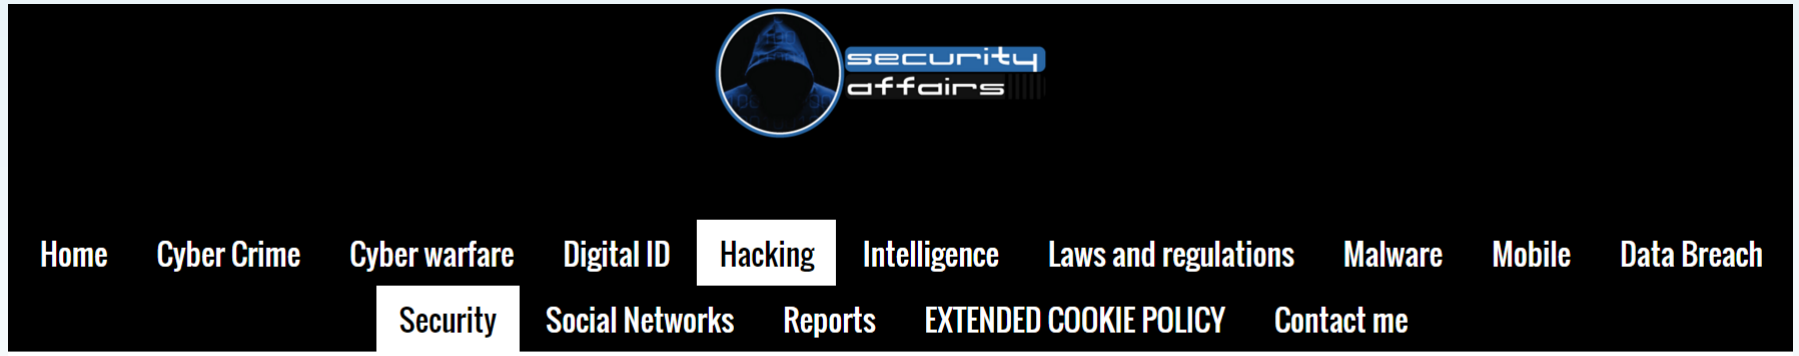 security
affairs
Home Cyber Crime Cyber warfare Digital ID Hacking Intelligence Laws and regulations Malware Mobile Data Breach
Security Social Networks Reports EXTENDED COOKIE POLICY Contact me